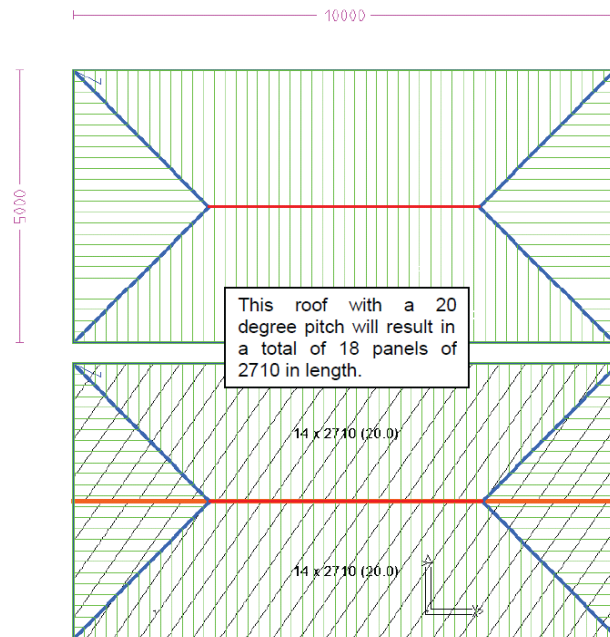 10000
5000
Z
This roof with a 20
degree pitch will result in
a total of 18 panels of
2710 in length.
Z
14 x 2710 (20.0)
14 x 2710 (20.0)